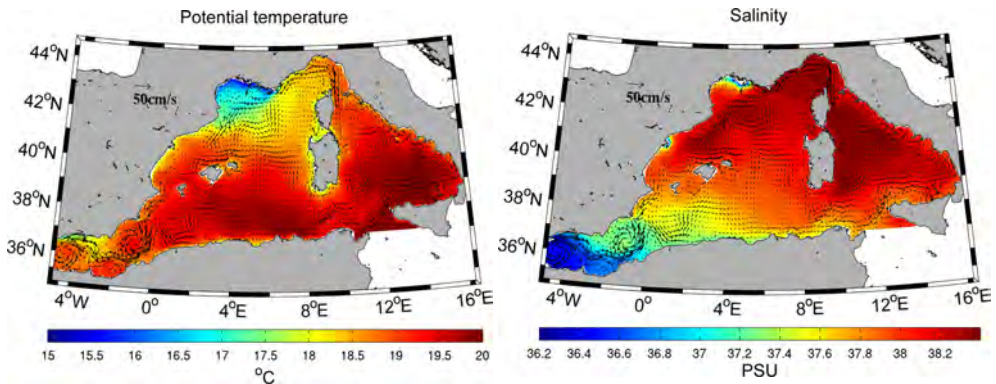 Potential temperature
44°N
42°N
40°N
38°N
36°N
50cm/s
4°W
0°
4°E
8°E
12°E
16°E
15 15.5 16 16.5 17 17.5 18 18.5 19 19.5 20
°C
Salinity
44°N
42°N
40°N
38°N
36°N
50cm/s
4°W
0°
4°E
8°E
12°E
16°E
36.2 36.4 36.6 36.8 37 37.2 37.4 37.6 37.8 38 38.2
PSU